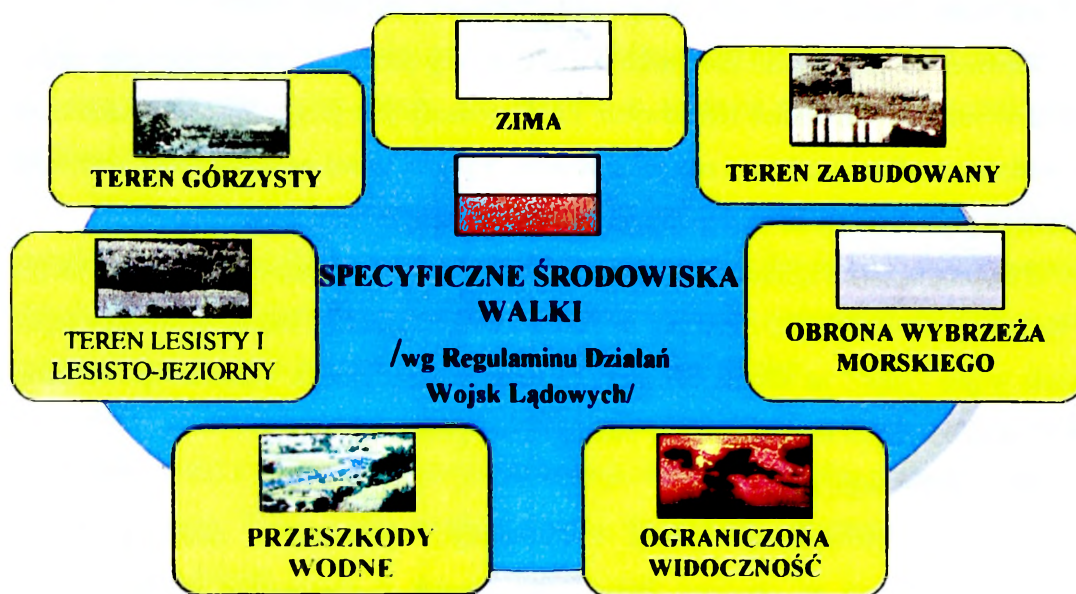 ZIMA
TEREN GÓRZYSTY
TEREN ZABUDOWANY
SPECYFICZNE ŚRODOWISKA
WALKI
/wg Regulaminu Działań
Wojsk Lądowych/
TEREN LESISTY I
LESISTO-JEZIORNY
OBRONA WYBRZEŻA
MORSKIEGO
PRZESZKODY
WODNE
OGRANICZONA
WIDOCZNOŚĆ